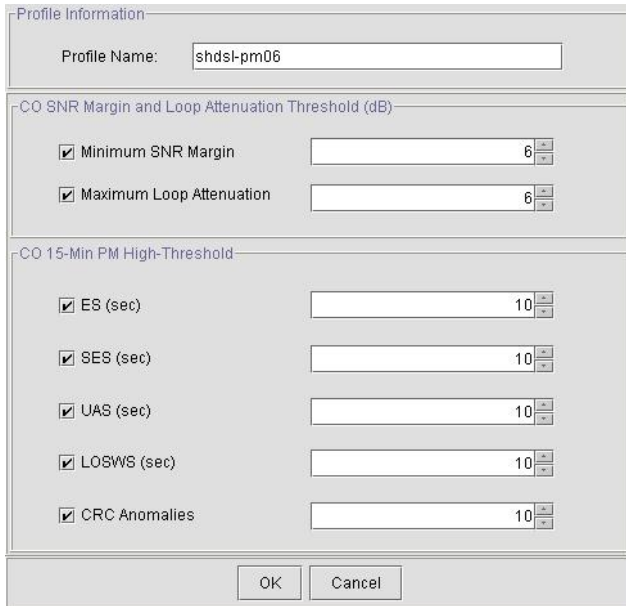 Profile Information
Profile Name: shdsl-pm06
CO SNR Margin and Loop Attenuation Threshold (dB)
Minimum SNR Margin 6
Maximum Loop Attenuation 6
CO 15-Min PM High-Threshold
ES (sec) 10
SES (sec) 10
UAS (sec) 10
LOSWS (sec) 10
CRC Anomalies 10
OK Cancel